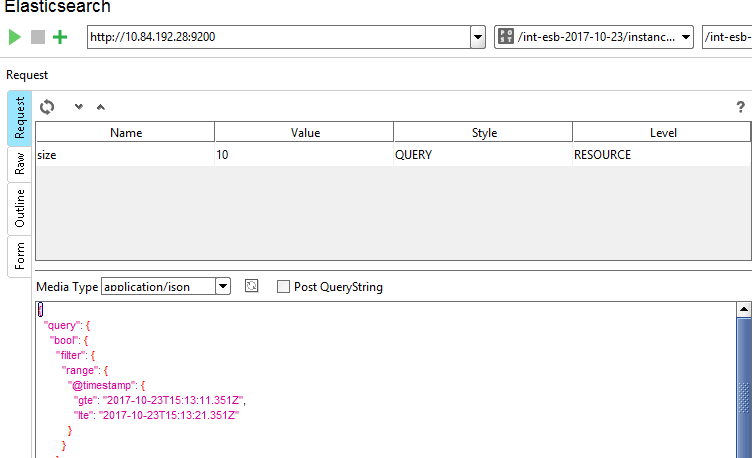 Elasticsearch
http://10.84.192.28:9200
POST
/int-esb-2017-10-23/instanc...
/int-esb-
Request
Request
Raw
Outline
Form
?
Name Value Style Level
size 10 QUERY RESOURCE
Media Type application/json Post QueryString
{
"query": {
"bool": {
"filter": {
"range": {
"@timestamp": {
"gte": "2017-10-23T15:13:11.351Z",
"lte": "2017-10-23T15:13:21.351Z"
}
}